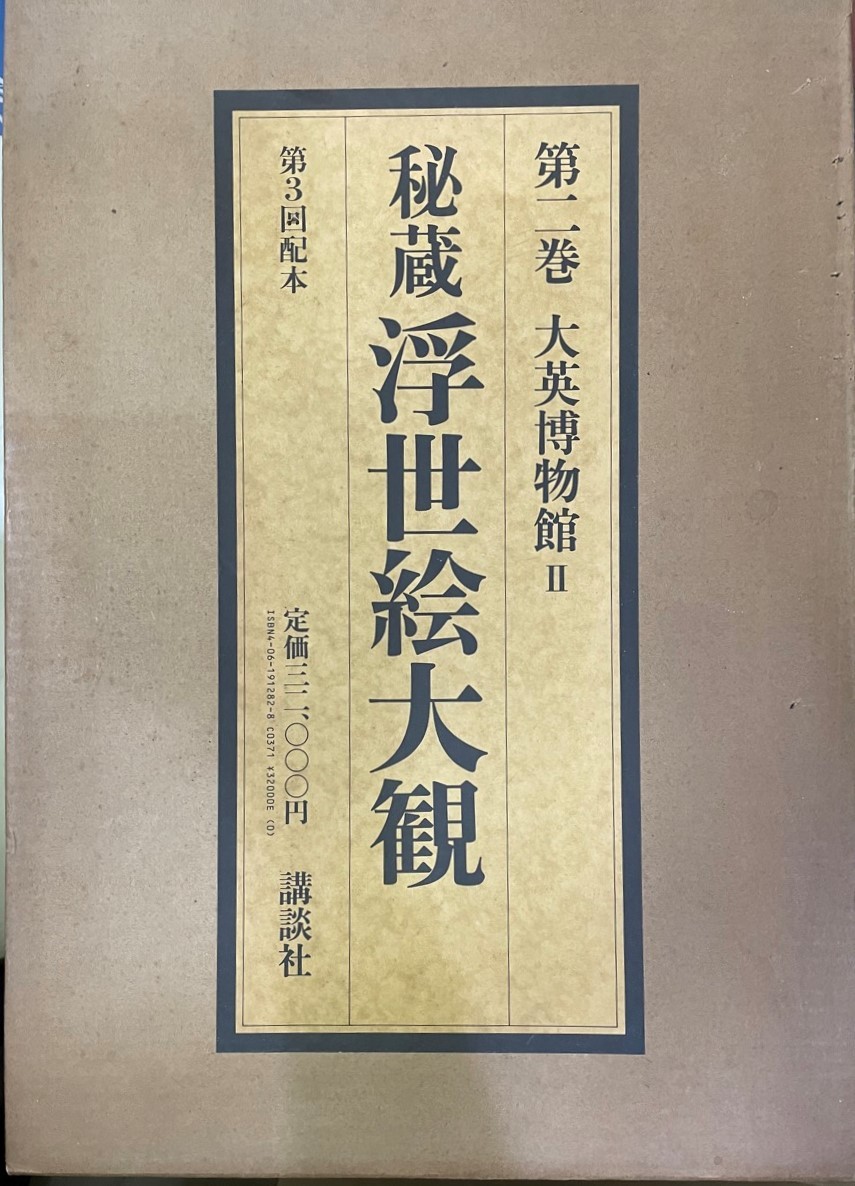 第二巻 大英博物館Ⅱ
秘蔵浮世絵大観
第3回配本
定価三二、〇〇〇円 講談社
ISBN4-06-191282-8 C0371 ¥32000E (0)